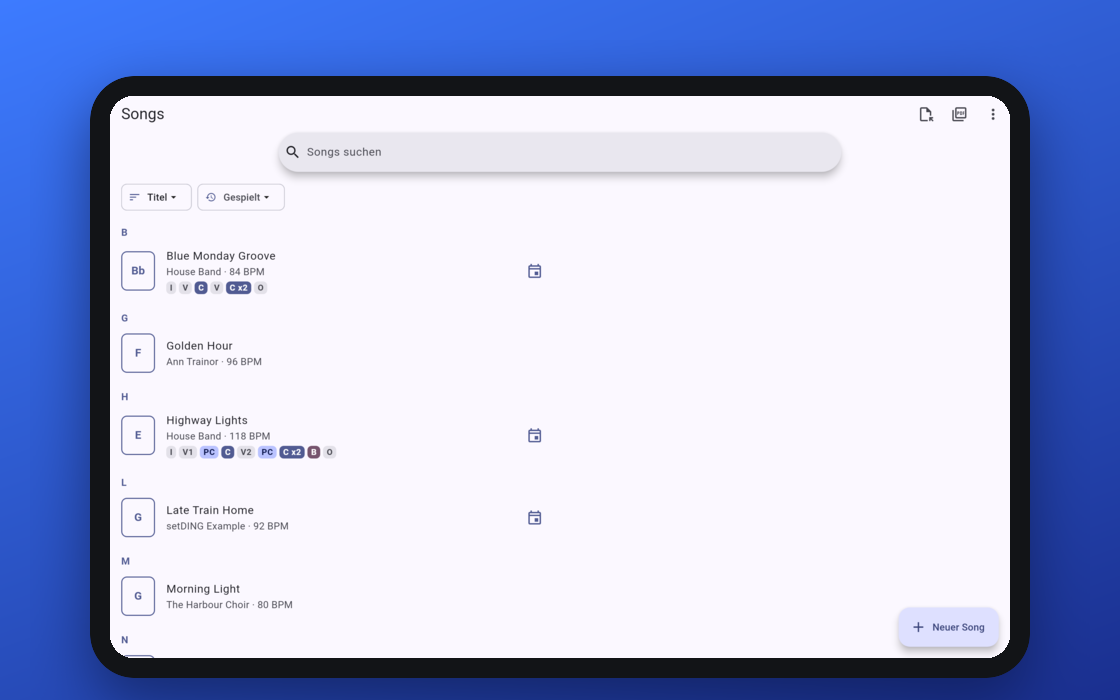 Songs
PDF
Songs suchen
Titel
Gespielt
B
Bb
Blue Monday Groove
House Band · 84 BPM
I V C V C x2 O
G
F
Golden Hour
Ann Trainor · 96 BPM
H
E
Highway Lights
House Band · 118 BPM
I V1 PC C V2 PC C x2 B O
L
G
Late Train Home
setDING Example · 92 BPM
M
G
Morning Light
The Harbour Choir · 80 BPM
N
Neuer Song